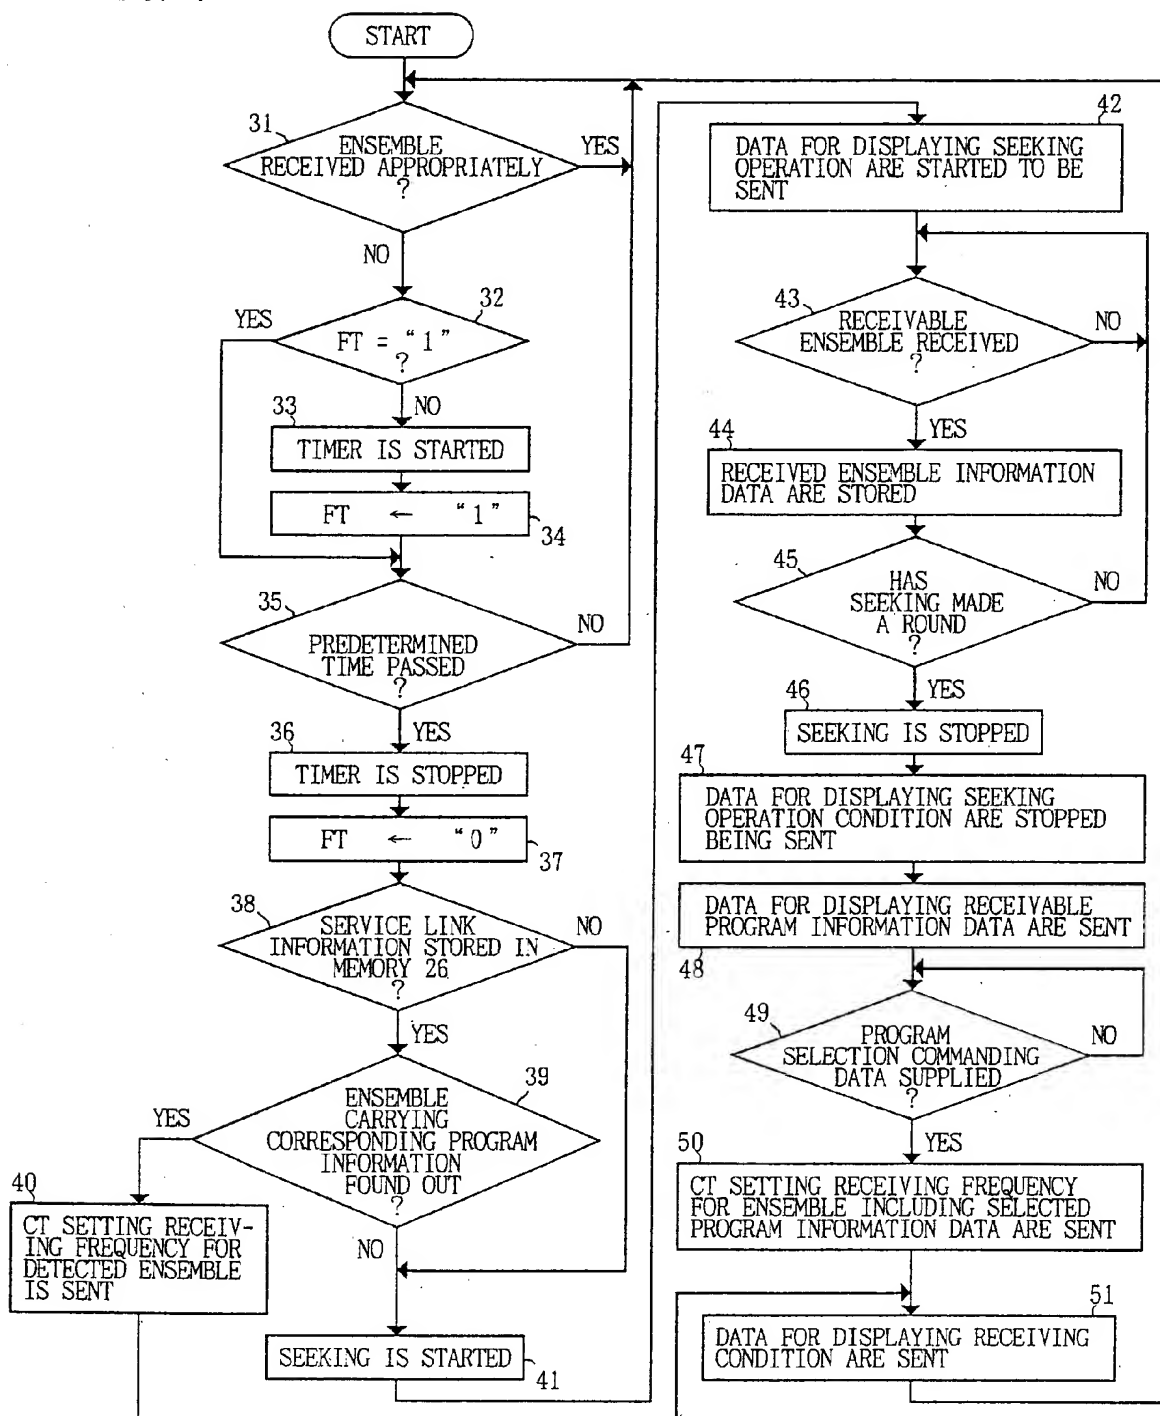 START
31
ENSEMBLE
RECEIVED APPROPRIATELY
?
YES
NO
32
YES
FT = "1"
?
NO
33
TIMER IS STARTED
FT ← "1"
34
35
PREDETERMINED
TIME PASSED
?
NO
YES
36
TIMER IS STOPPED
FT ← "0"
37
38
SERVICE LINK
INFORMATION STORED IN
MEMORY 26
?
NO
YES
39
ENSEMBLE
CARRYING
CORRESPONDING PROGRAM
INFORMATION
FOUND OUT
?
YES
NO
40
CT SETTING RECEIV-
ING FREQUENCY FOR
DETECTED ENSEMBLE
IS SENT
SEEKING IS STARTED
41
42
DATA FOR DISPLAYING SEEKING
OPERATION ARE STARTED TO BE
SENT
43
RECEIVABLE
ENSEMBLE RECEIVED
?
NO
YES
44
RECEIVED ENSEMBLE INFORMATION
DATA ARE STORED
45
HAS
SEEKING MADE
A ROUND
?
NO
YES
46
SEEKING IS STOPPED
47
DATA FOR DISPLAYING SEEKING
OPERATION CONDITION ARE STOPPED
BEING SENT
DATA FOR DISPLAYING RECEIVABLE
PROGRAM INFORMATION DATA ARE SENT
48
49
PROGRAM
SELECTION COMMANDING
DATA SUPPLIED
?
NO
YES
50
CT SETTING RECEIVING FREQUENCY
FOR ENSEMBLE INCLUDING SELECTED
PROGRAM INFORMATION DATA ARE SENT
51
DATA FOR DISPLAYING RECEIVING
CONDITION ARE SENT